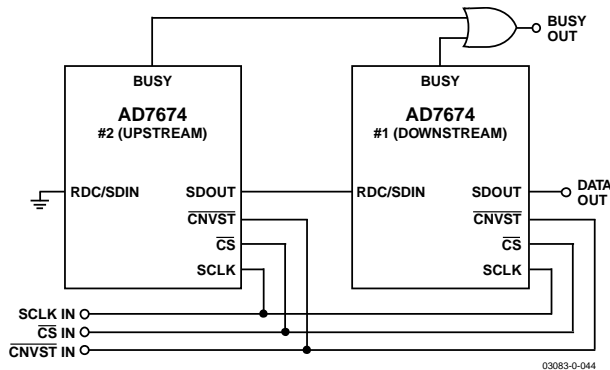 BUSY
OUT
BUSY
AD7674
#2 (UPSTREAM)
RDC/SDIN
SDOUT
CNVST
CS
SCLK
BUSY
AD7674
#1 (DOWNSTREAM)
RDC/SDIN
SDOUT
CNVST
CS
SCLK
DATA
OUT
SCLK IN
CS IN
CNVST IN
03083-0-044